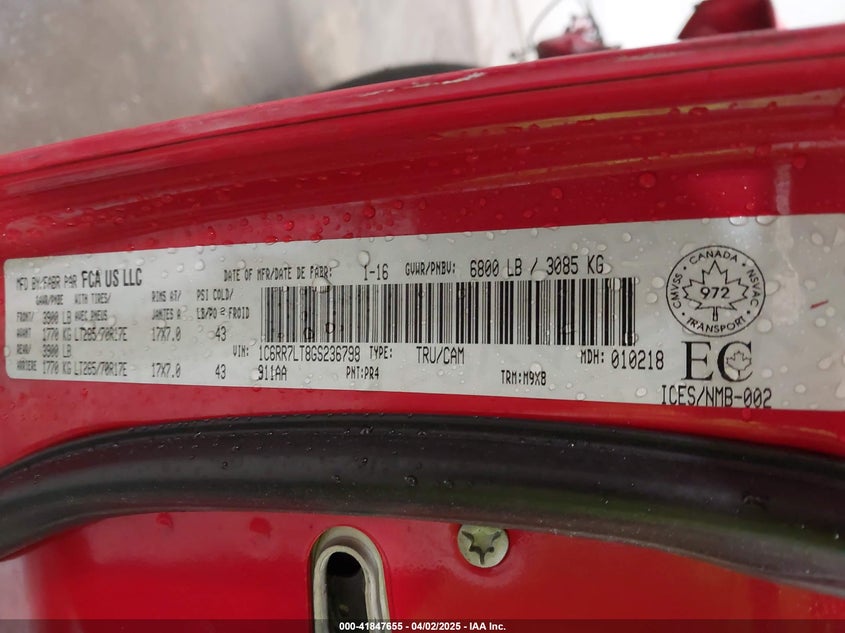 MFD BY/FABR PAR FCA US LLC
DATE OF MFR/DATE DE FABR: 1-16 GVWR/PNBV: 6800 LB / 3085 KG
GAWR/PNBE WITH TIRES/ RIMS AT/ PSI COLD/
FRONT/ 3900 LB AVEC PNEUS JANTES A LB/PO 2 FROID
AVANT 1770 KG LT265/70R17E 17X7.0 43
REAR/ 3900 LB
ARRIERE 1770 KG LT265/70R17E 17X7.0 43
VIN: 1C6RR7LT8GS236798 TYPE: TRU/CAM MDH: 010218
911AA PNT:PR4 TRM:M9X8
CANADA
CMVSS NSVAC
972
TRANSPORT
EC
ICES/NMB-002
000-41847655 - 04/02/2025 - IAA Inc.